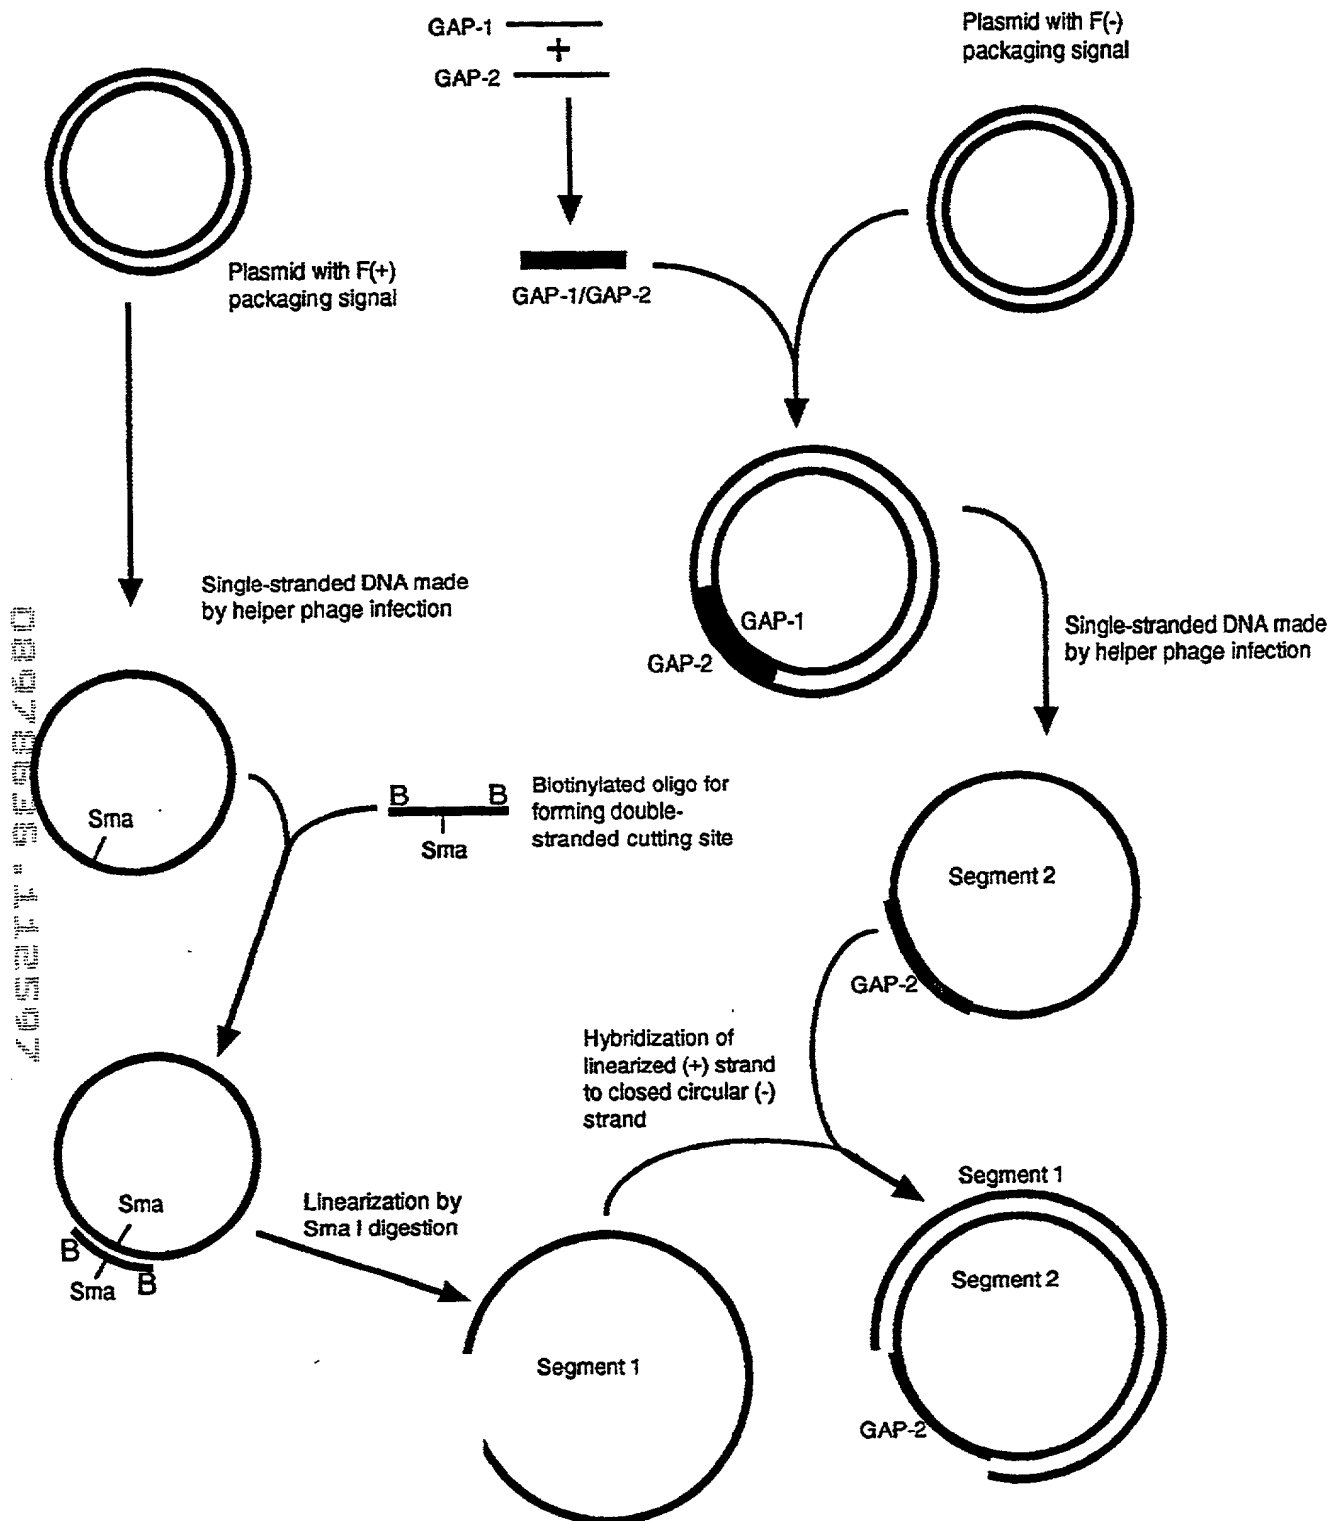 GAP-1
+
GAP-2
Plasmid with F(-)
packaging signal
Plasmid with F(+)
packaging signal
GAP-1/GAP-2
Single-stranded DNA made
by helper phage infection
GAP-1
GAP-2
Single-stranded DNA made
by helper phage infection
Sma
B B
Sma
Biotinylated oligo for
forming double-
stranded cutting site
Segment 2
GAP-2
Hybridization of
linearized (+) strand
to closed circular (-)
strand
Sma
B
Sma
B
Linearization by
Sma I digestion
Segment 1
Segment 1
Segment 2
GAP-2